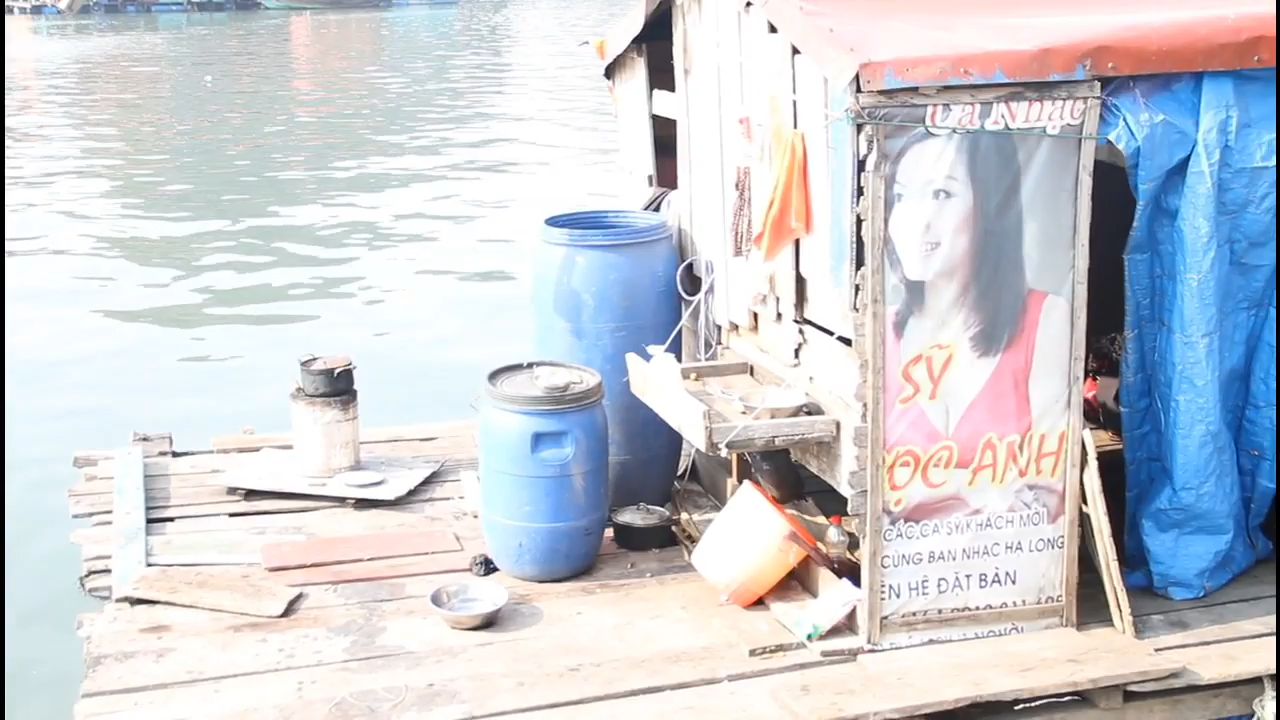 Ca Nhạc
SỸ
ỌC ANH
CÁC CA SỸ KHÁCH MỜI
CÙNG BAN NHẠC HẠ LONG
ÊN HỆ ĐẶT BÀN